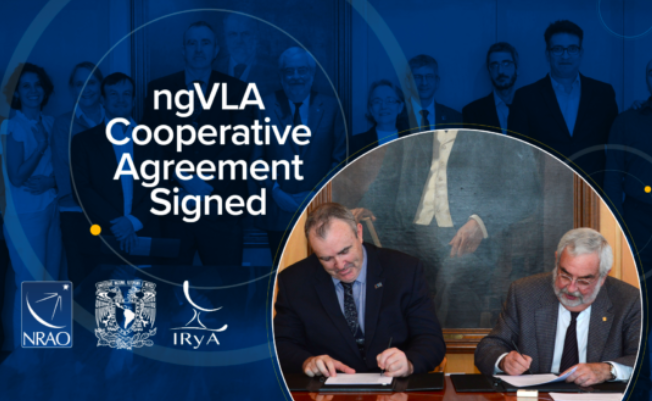 ngVLA
Cooperative
Agreement
Signed
NRAO
IRyA